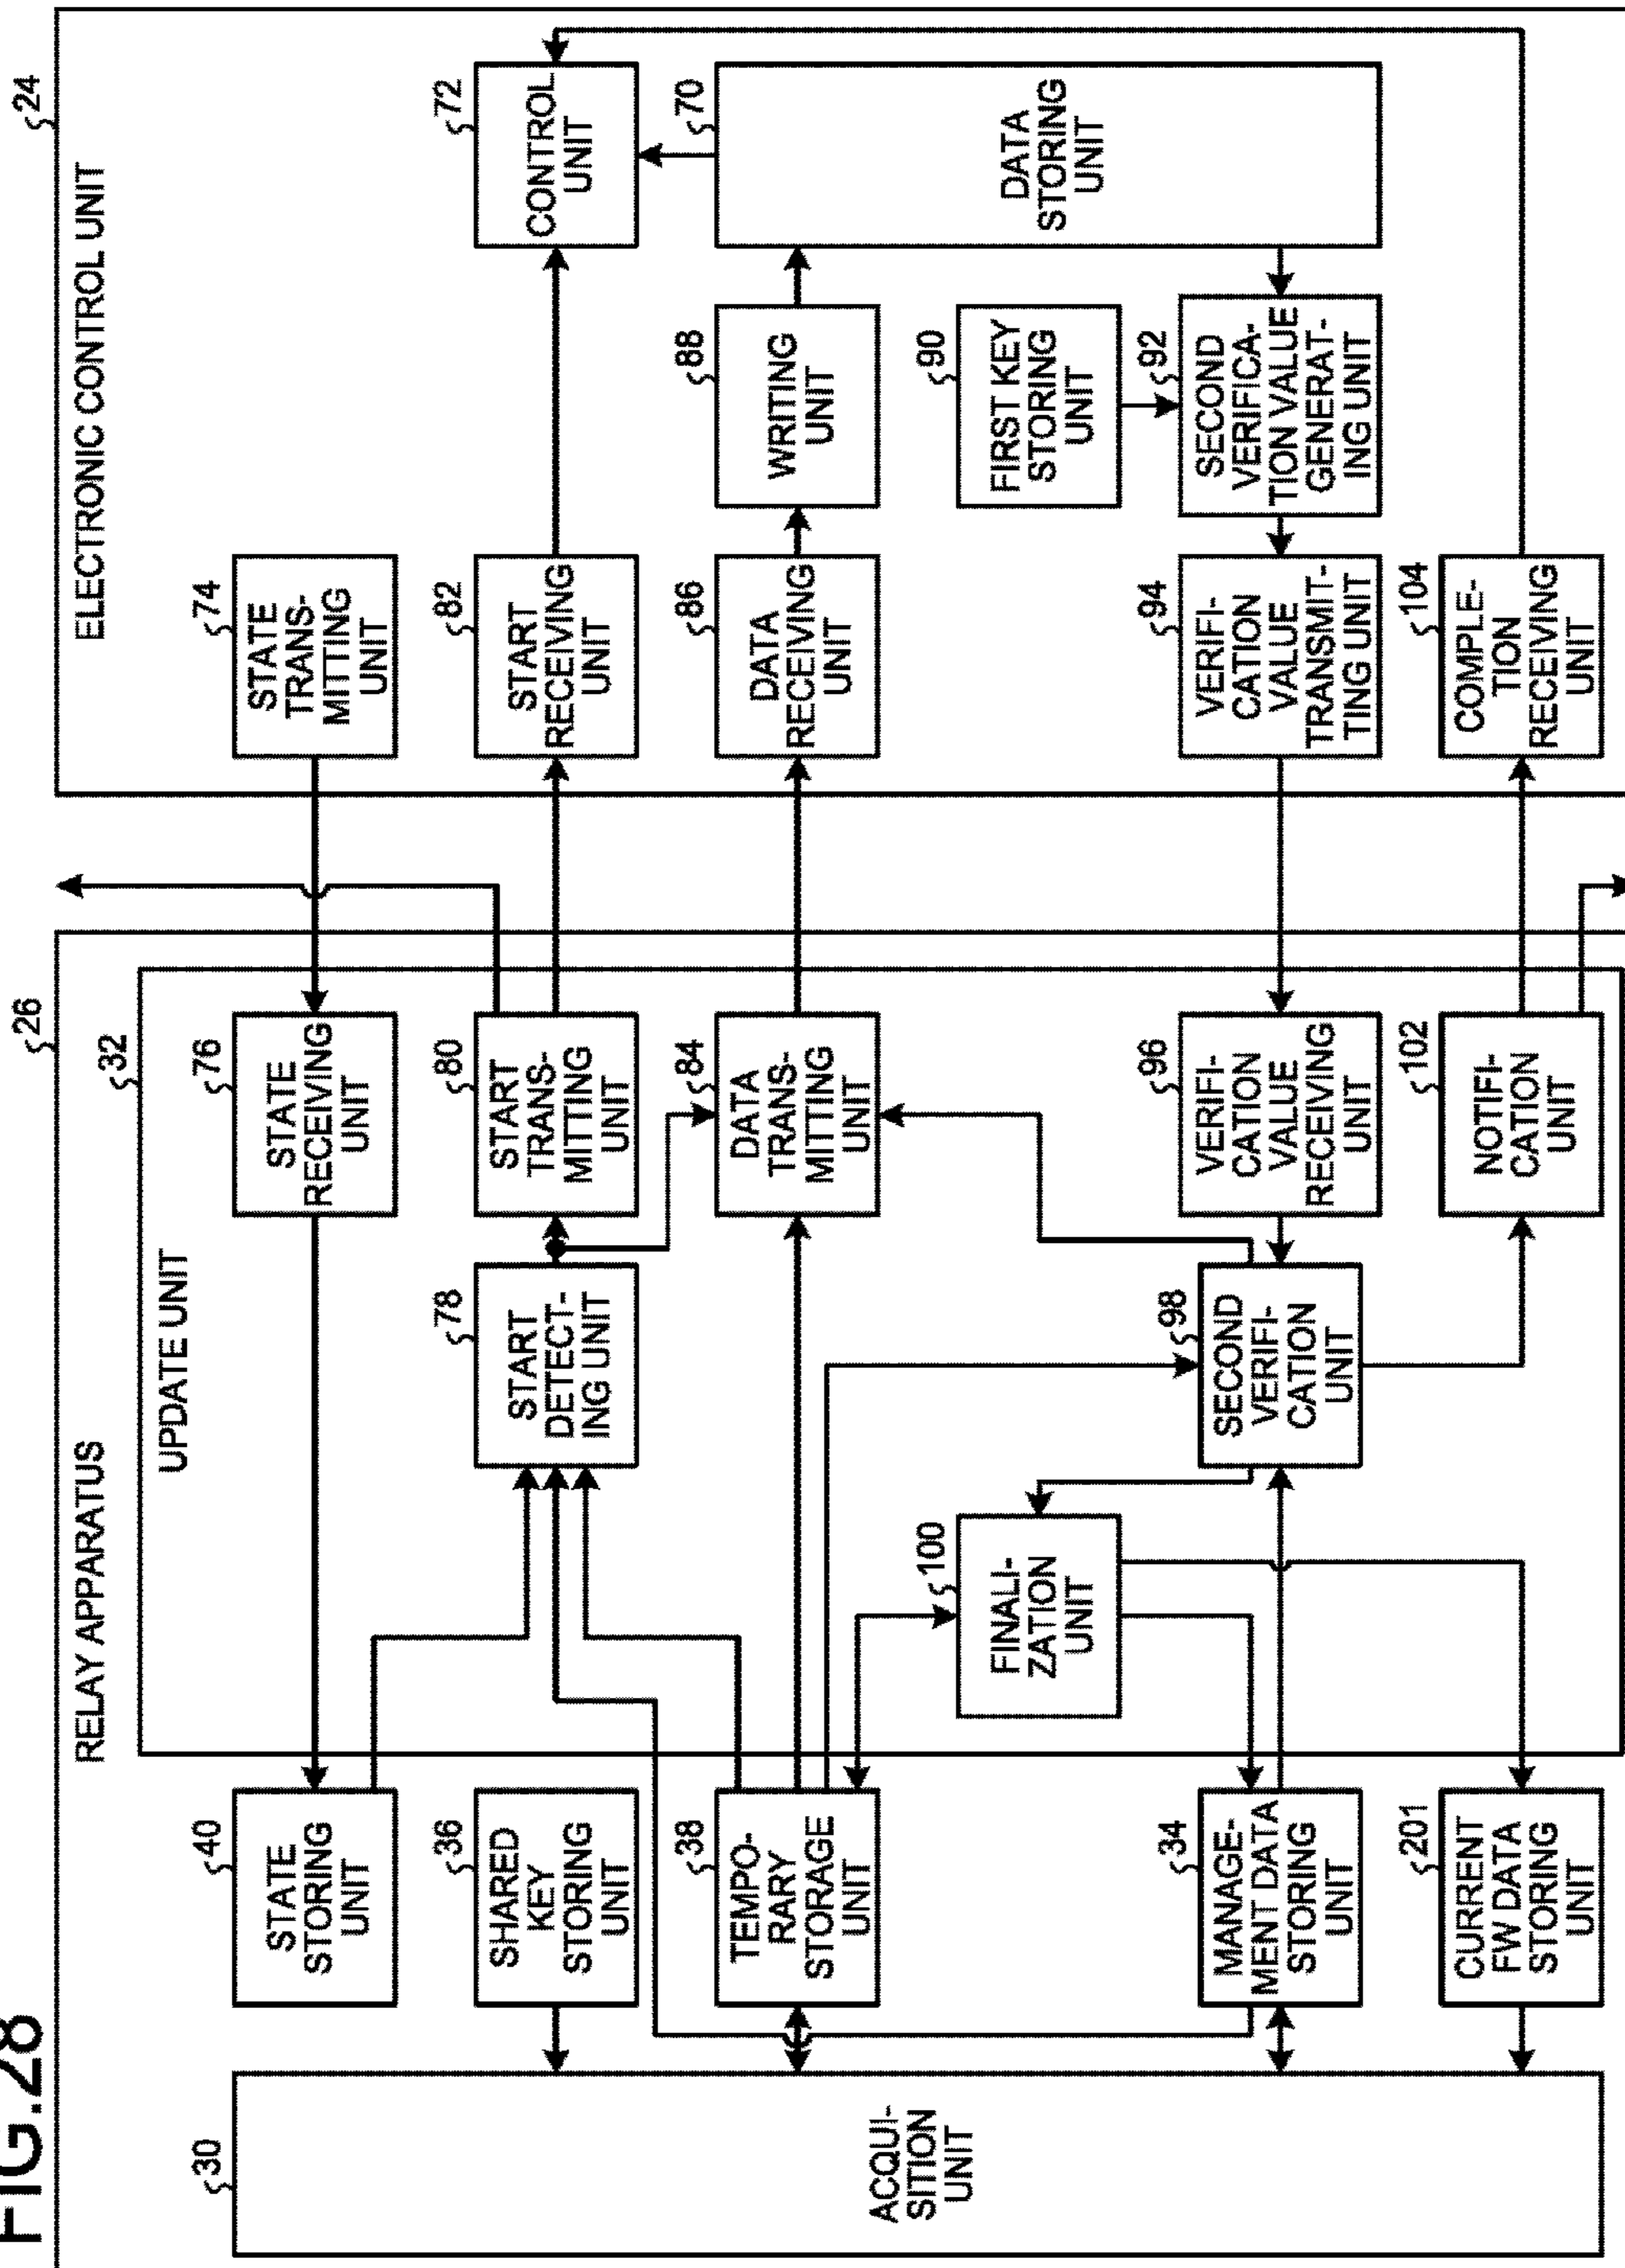 FIG.28
24
ELECTRONIC CONTROL UNIT
74
STATE
TRANS-
MITTING
UNIT
82
START
RECEIVING
UNIT
72
CONTROL
UNIT
86
DATA
RECEIVING
UNIT
88
WRITING
UNIT
70
DATA
STORING
UNIT
90
FIRST KEY
STORING
UNIT
92
SECOND
VERIFICA-
TION VALUE
GENERAT-
ING UNIT
94
VERIFI-
CATION
VALUE
TRANSMIT-
TING UNIT
104
COMPLE-
TION
RECEIVING
UNIT
26
RELAY APPARATUS
32
UPDATE UNIT
76
STATE
RECEIVING
UNIT
78
START
DETECT-
ING UNIT
80
START
TRANS-
MITTING
UNIT
84
DATA
TRANS-
MITTING
UNIT
96
VERIFI-
CATION
VALUE
RECEIVING
UNIT
98
SECOND
VERIFI-
CATION
UNIT
100
FINALI-
ZATION
UNIT
102
NOTIFI-
CATION
UNIT
40
STATE
STORING
UNIT
36
SHARED
KEY
STORING
UNIT
38
TEMPO-
RARY
STORAGE
UNIT
34
MANAGE-
MENT DATA
STORING
UNIT
201
CURRENT
FW DATA
STORING
UNIT
30
ACQUI-
SITION
UNIT